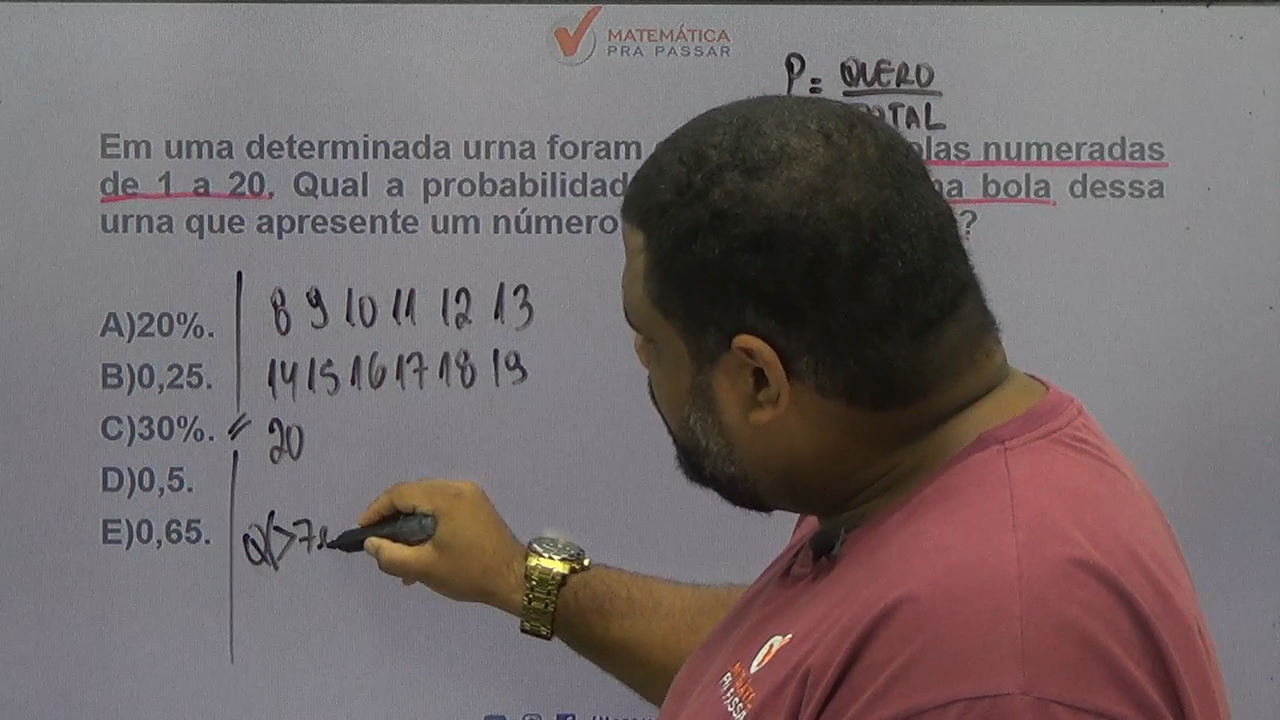 MATEMÁTICA
PRA PASSAR
P = QUERO
TOTAL
Em uma determinada urna foram numeradas
de 1 a 20. Qual a bola dessa
urna que apresente um número ?
A)20%.
B)0,25.
C)30%.
D)0,5.
E)0,65.
8 9 10 11 12 13
14 15 16 17 18 19
20